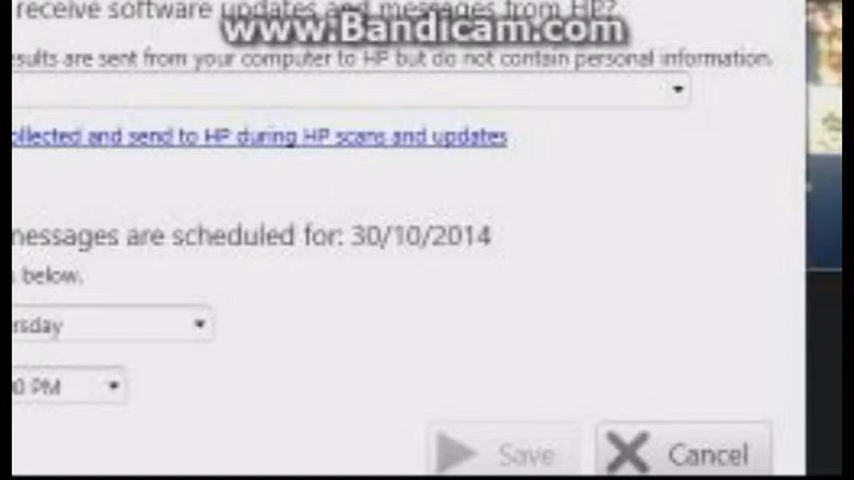 receive software updates and messages from HP?
www.Bandicam.com
sults are sent from your computer to HP but do not contain personal information.
ollected and send to HP during HP scans and updates
nessages are scheduled for: 30/10/2014
below.
rsday
0 PM
Save
Cancel